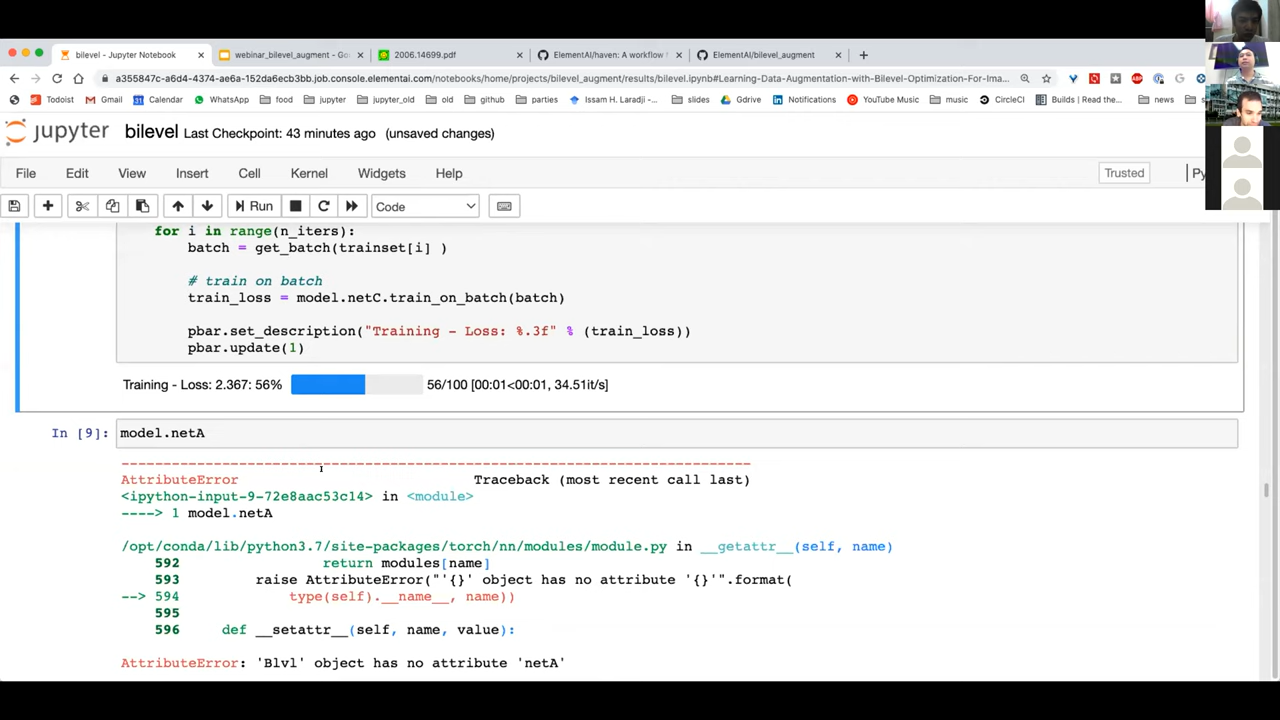 bilevel - Jupyter Notebook
webinar_bilevel_augment - Go
2006.14699.pdf
ElementAI/haven: A workflow f
ElementAI/bilevel_augment
a355847c-a6d4-4374-ae6a-152da6ecb3bb.job.console.elementai.com/notebooks/home/projects/bilevel_augment/results/bilevel.ipynb#Learning-Data-Augmentation-with-Bilevel-Optimization-For-Ima...
Todoist
Gmail
Calendar
WhatsApp
food
jupyter
jupyter_old
old
github
parties
Issam H. Laradji -...
slides
Gdrive
Notifications
YouTube Music
music
CircleCI
Builds | Read the...
news
jupyter bilevel Last Checkpoint: 43 minutes ago (unsaved changes)
File Edit View Insert Cell Kernel Widgets Help
Trusted
Py
Run
Code
for i in range(n_iters):
batch = get_batch(trainset[i] )
# train on batch
train_loss = model.netC.train_on_batch(batch)
pbar.set_description("Training - Loss: %.3f" % (train_loss))
pbar.update(1)
Training - Loss: 2.367: 56% 56/100 [00:01<00:01, 34.51it/s]
In [9]: model.netA
---------------------------------------------------------------------------
AttributeError Traceback (most recent call last)
<ipython-input-9-72e8aac53c14> in <module>
----> 1 model.netA
/opt/conda/lib/python3.7/site-packages/torch/nn/modules/module.py in __getattr__(self, name)
592 return modules[name]
593 raise AttributeError("'{}' object has no attribute '{}'".format(
--> 594 type(self).__name__, name))
595
596 def __setattr__(self, name, value):
AttributeError: 'Blvl' object has no attribute 'netA'